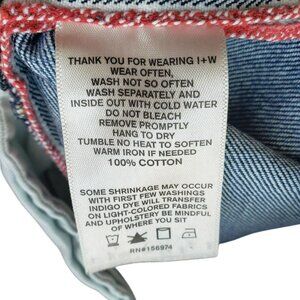 THANK YOU FOR WEARING I+W
WEAR OFTEN,
WASH NOT SO OFTEN
WASH SEPARATELY AND
INSIDE OUT WITH COLD WATER
DO NOT BLEACH
REMOVE PROMPTLY
HANG TO DRY
TUMBLE NO HEAT TO SOFTEN
WARM IRON IF NEEDED
100% COTTON
SOME SHRINKAGE MAY OCCUR
WITH FIRST FEW WASHINGS
INDIGO DYE WILL TRANSFER
ON LIGHT-COLORED FABRICS
AND UPHOLSTERY BE MINDFUL
OF WHERE YOU SIT
RN#156974